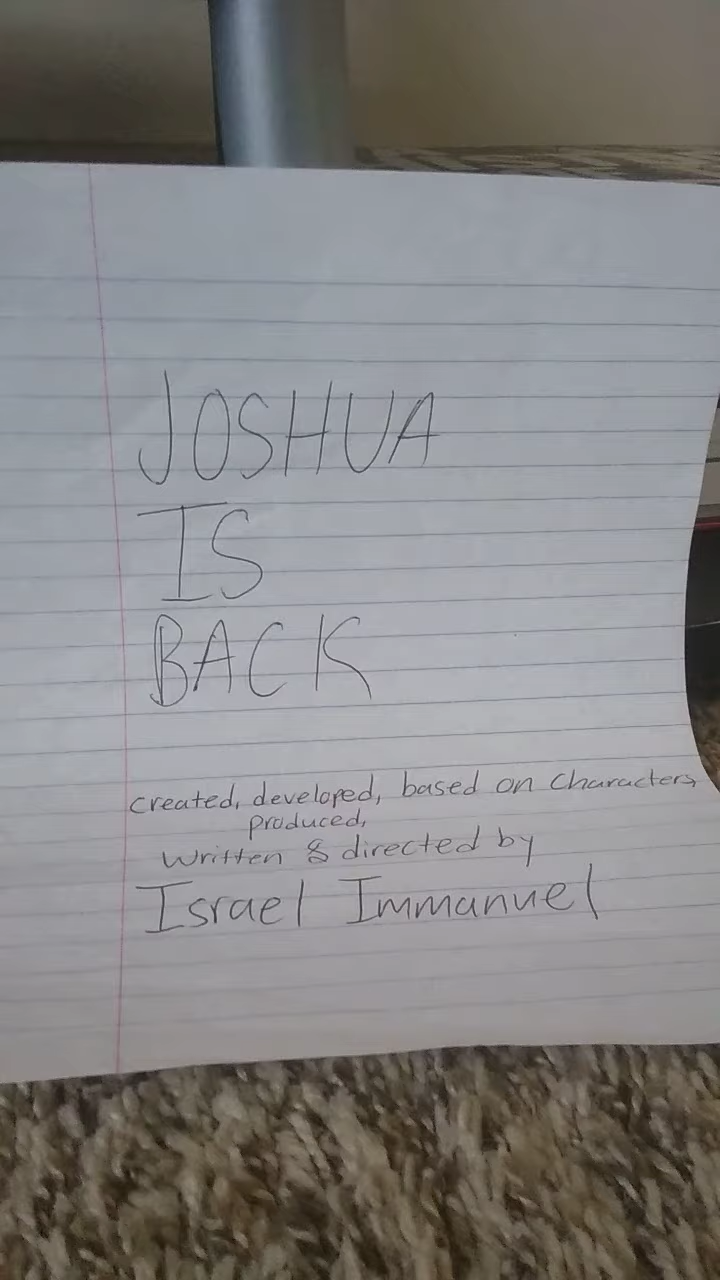 JOSHUA
IS
BACK
created, developed, based on characters,
produced,
written & directed by
Israel Immanuel